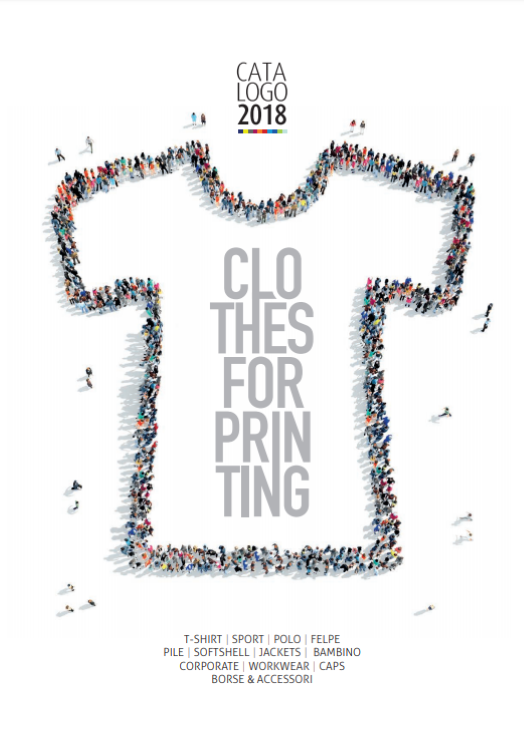 CATA
LOGO
2018
CLO
THES
FOR
PRIN
TING
T-SHIRT | SPORT | POLO | FELPE
PILE | SOFTSHELL | JACKETS | BAMBINO
CORPORATE | WORKWEAR | CAPS
BORSE & ACCESSORI